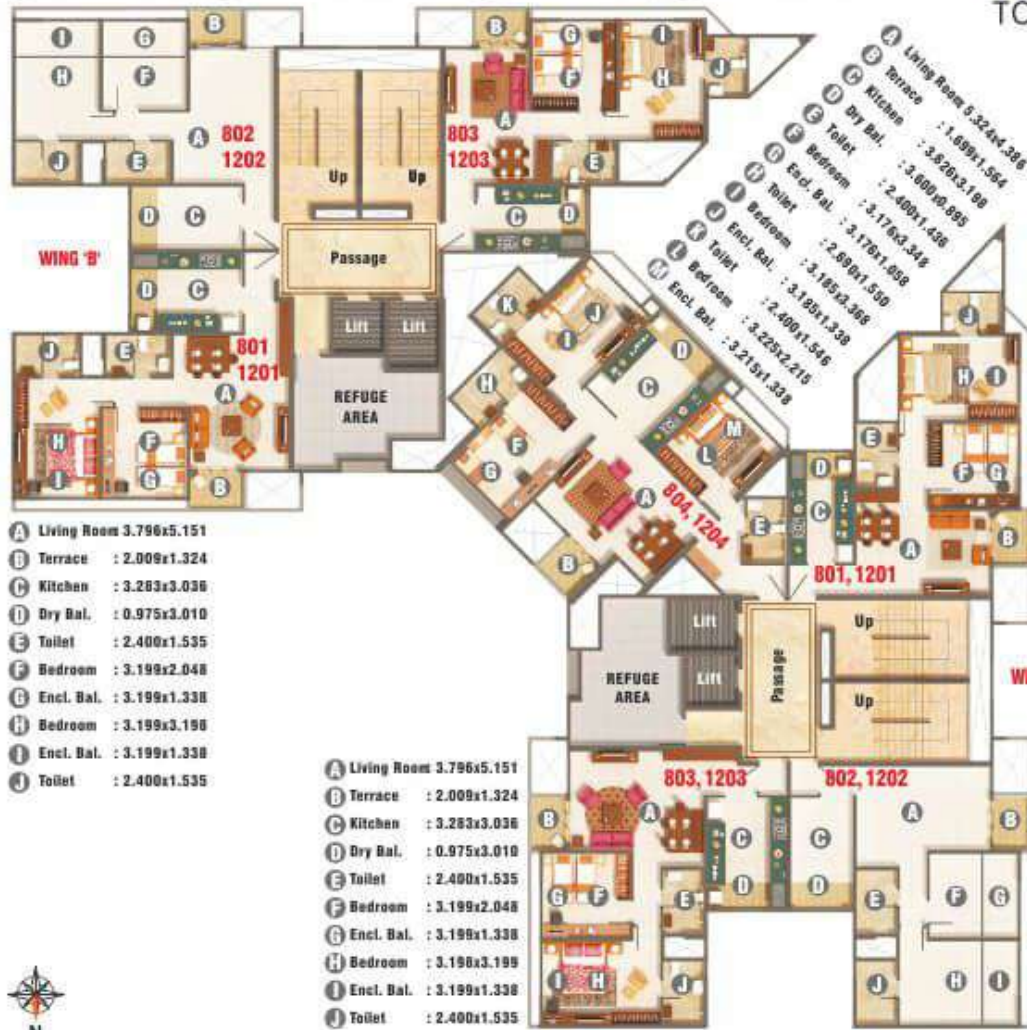 TO
B
I
G
H
F
A
802
1202
J
E
D
C
Up
Up
B
G
I
F
H
J
803
1203
A
E
C
D
WING 'B'
Passage
D
C
Lift
Lift
J
E
801
1201
A
REFUGE
AREA
H
F
I
G
B
A Living Room 5.324x4.386
B Terrace : 1.699x1.564
C Kitchen : 3.826x3.198
D Dry Bal. : 3.600x0.895
E Toilet : 2.400x1.436
F Bedroom : 3.176x3.348
G Encl. Bal. : 3.176x1.058
H Toilet : 2.690x1.550
I Bedroom : 3.185x3.368
J Encl. Bal. : 3.185x1.338
K Toilet : 2.400x1.546
L Bedroom : 3.225x2.215
M Encl. Bal. : 3.215x1.338
K
J
I
D
H
C
F
G
M
L
A
804, 1204
E
B
J
H
I
E
D
F
G
C
A
B
801, 1201
A Living Room 3.796x5.151
B Terrace : 2.009x1.324
C Kitchen : 3.283x3.036
D Dry Bal. : 0.975x3.010
E Toilet : 2.400x1.535
F Bedroom : 3.199x2.048
G Encl. Bal. : 3.199x1.338
H Bedroom : 3.199x3.198
I Encl. Bal. : 3.199x1.338
J Toilet : 2.400x1.535
Lift
Lift
REFUGE
AREA
Passage
Up
Up
WI
803, 1203
802, 1202
A Living Room 3.796x5.151
B Terrace : 2.009x1.324
C Kitchen : 3.283x3.036
D Dry Bal. : 0.975x3.010
E Toilet : 2.400x1.535
F Bedroom : 3.199x2.048
G Encl. Bal. : 3.199x1.338
H Bedroom : 3.198x3.199
I Encl. Bal. : 3.199x1.338
J Toilet : 2.400x1.535
B
A
C
C
A
B
D
D
G
F
E
E
F
G
I
H
J
J
H
I
N